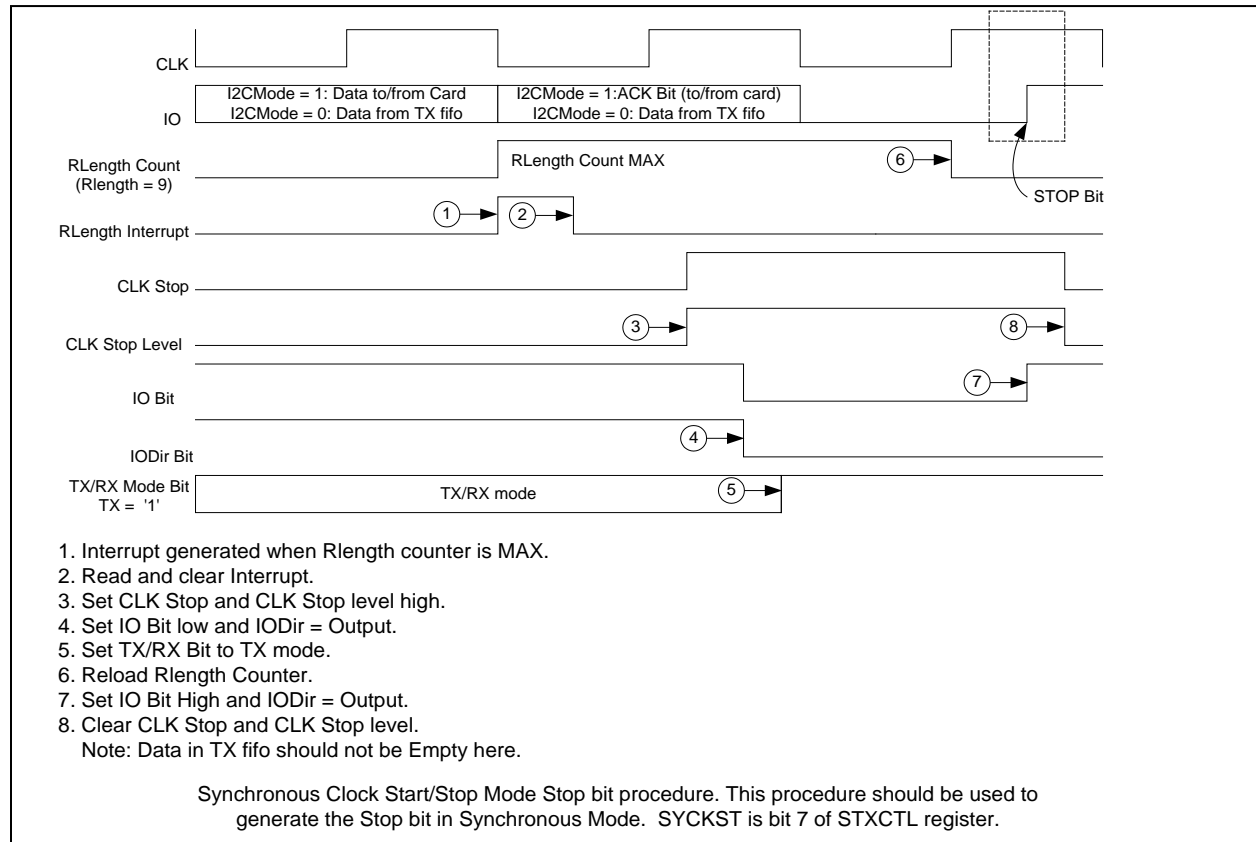 CLK
I2CMode = 1: Data to/from Card
I2CMode = 0: Data from TX fifo
I2CMode = 1:ACK Bit (to/from card)
I2CMode = 0: Data from TX fifo
IO
RLength Count
(Rlength = 9)
RLength Count MAX
6
STOP Bit
1
2
RLength Interrupt
CLK Stop
3
8
CLK Stop Level
7
IO Bit
4
IODir Bit
TX/RX Mode Bit
TX = '1'
TX/RX mode
5
1. Interrupt generated when Rlength counter is MAX.
2. Read and clear Interrupt.
3. Set CLK Stop and CLK Stop level high.
4. Set IO Bit low and IODir = Output.
5. Set TX/RX Bit to TX mode.
6. Reload Rlength Counter.
7. Set IO Bit High and IODir = Output.
8. Clear CLK Stop and CLK Stop level.
Note: Data in TX fifo should not be Empty here.
Synchronous Clock Start/Stop Mode Stop bit procedure. This procedure should be used to
generate the Stop bit in Synchronous Mode. SYCKST is bit 7 of STXCTL register.